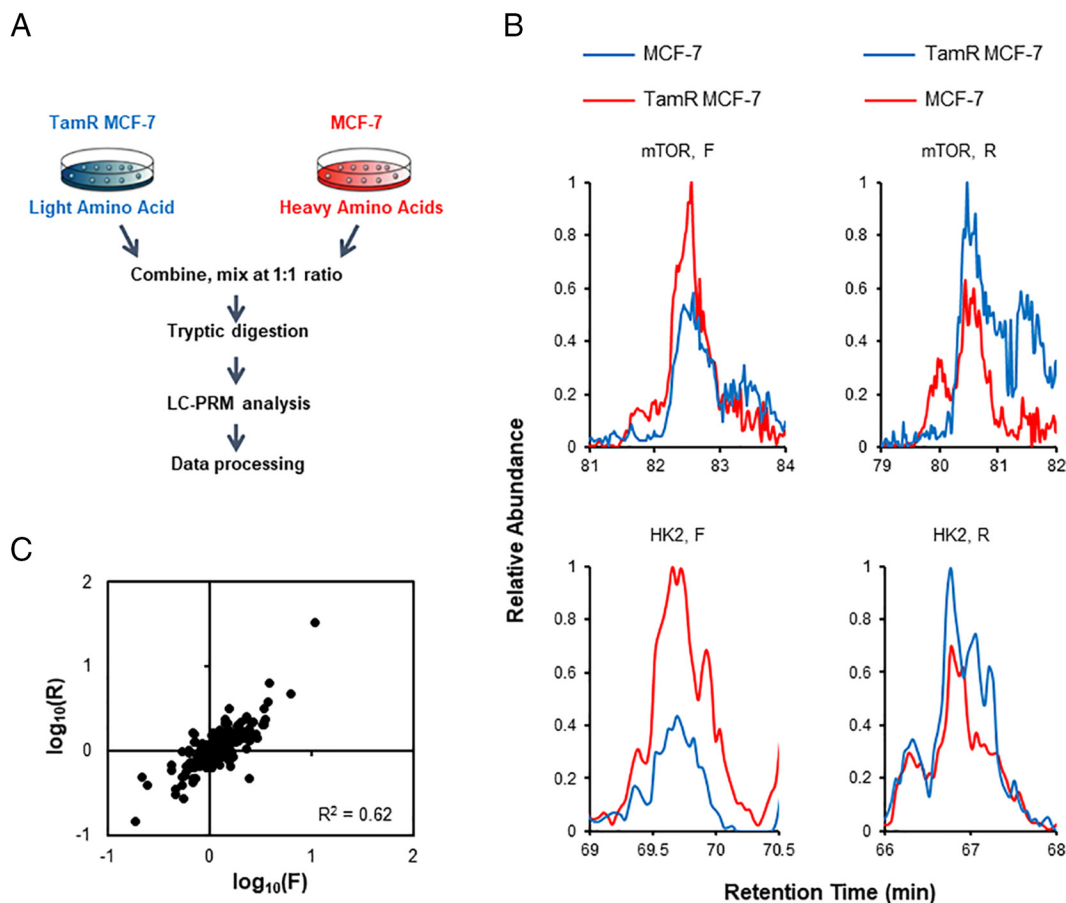 A
TamR MCF-7
MCF-7
Light Amino Acid
Heavy Amino Acids
Combine, mix at 1:1 ratio
Tryptic digestion
LC-PRM analysis
Data processing
B
MCF-7
TamR MCF-7
TamR MCF-7
MCF-7
mTOR, F
1
0.8
0.6
0.4
0.2
0
81
82
83
84
mTOR, R
1
0.8
0.6
0.4
0.2
0
79
80
81
82
Relative Abundance
HK2, F
1
0.8
0.6
0.4
0.2
0
69
69.5
70
70.5
HK2, R
1
0.8
0.6
0.4
0.2
0
66
67
68
Retention Time (min)
C
2
1
0
-1
log₁₀(R)
R² = 0.62
-1
0
1
2
log₁₀(F)